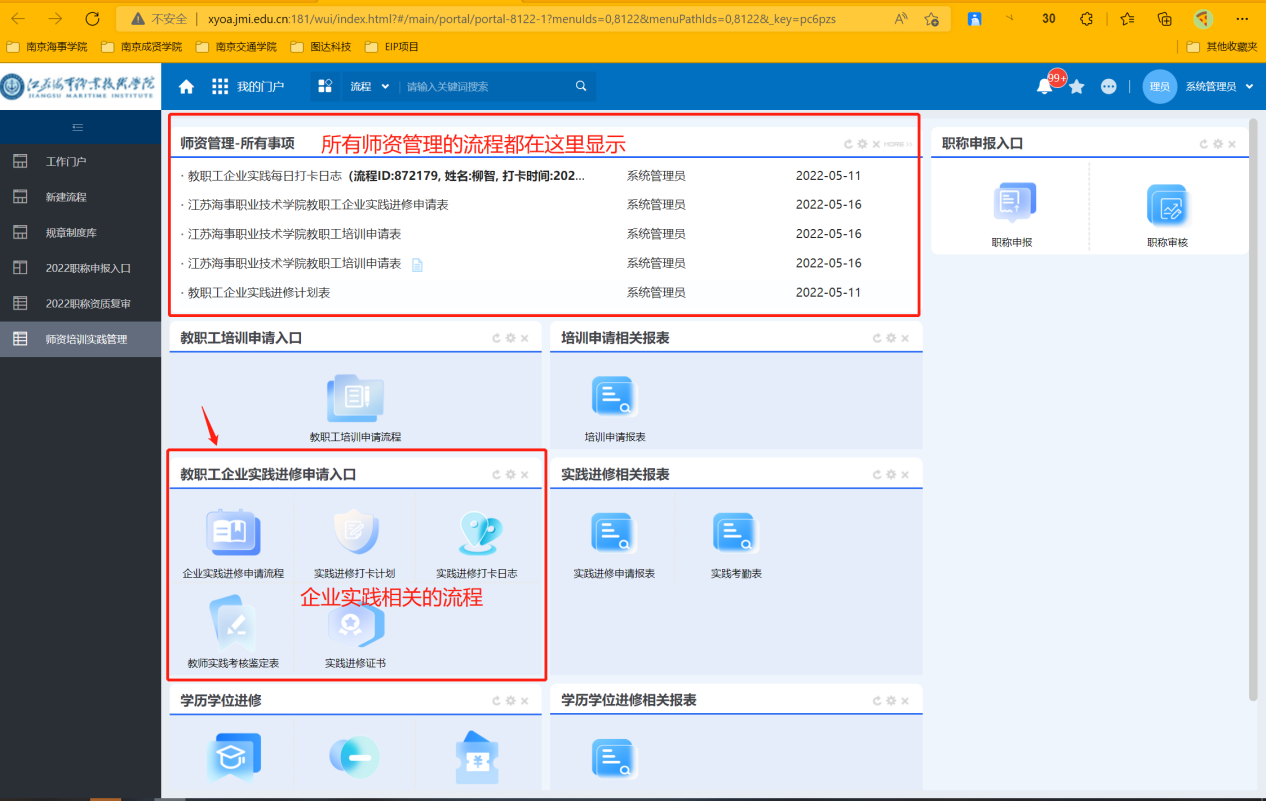 不安全
xyoa.jmi.edu.cn:181/wui/index.html?#/main/portal/portal-8122-1?menuIds=0,8122&menuPathIds=0,8122&_key=pc6pzs
30
南京海事学院
南京成贤学院
南京交通学院
图达科技
EIP项目
其他收藏夹
江苏海事职业技术学院
JIANGSU MARITIME INSTITUTE
我的门户
流程
请输入关键词搜索
99+
理员
系统管理员
工作门户
新建流程
规章制度库
2022职称申报入口
2022职称资质复审
师资培训实践管理
师资管理-所有事项
所有师资管理的流程都在这里显示
MORE
· 教职工企业实践每日打卡日志（流程ID:872179, 姓名:柳智, 打卡时间:202... 系统管理员 2022-05-11
· 江苏海事职业技术学院教职工企业实践进修申请表 系统管理员 2022-05-16
· 江苏海事职业技术学院教职工培训申请表 系统管理员 2022-05-16
· 江苏海事职业技术学院教职工培训申请表 系统管理员 2022-05-16
· 教职工企业实践进修计划表 系统管理员 2022-05-11
职称申报入口
职称申报
职称审核
教职工培训申请入口
教职工培训申请流程
培训申请相关报表
培训申请报表
教职工企业实践进修申请入口
企业实践进修申请流程
实践进修打卡计划
实践进修打卡日志
企业实践相关的流程
教师实践考核鉴定表
实践进修证书
实践进修相关报表
实践进修申请报表
实践考勤表
学历学位进修
学历学位进修相关报表